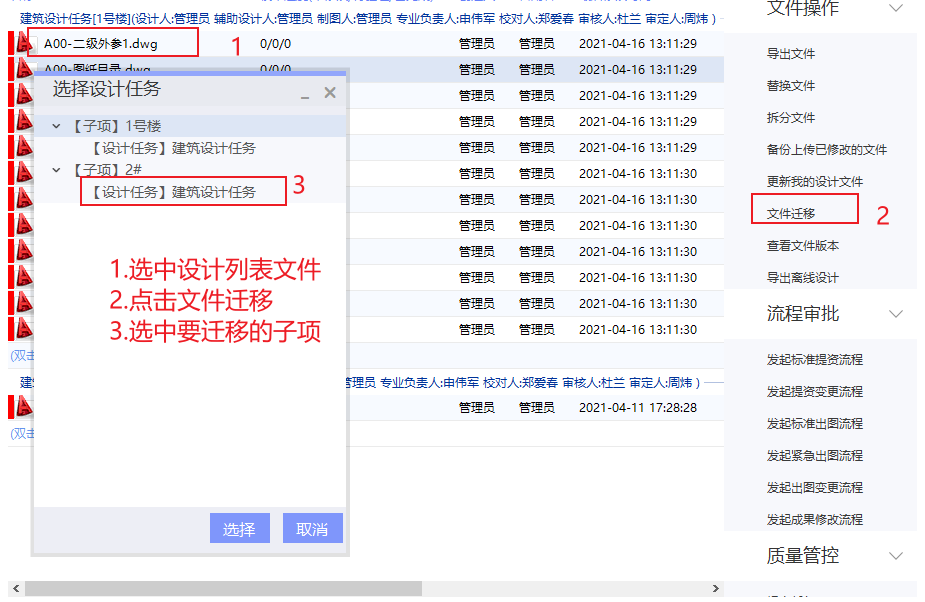 文件操作
建筑设计任务[1号楼](设计人:管理员 辅助设计人:管理员 制图人:管理员 专业负责人:申伟军 校对人:郑爱春 审核人:杜兰 审定人:周炜 )
A00-二级外参1.dwg 1 0/0/0 管理员 管理员 2021-04-16 13:11:29
A00-图纸目录.dwg 0/0/0 管理员 管理员 2021-04-16 13:11:29
管理员 管理员 2021-04-16 13:11:29
管理员 管理员 2021-04-16 13:11:29
管理员 管理员 2021-04-16 13:11:29
管理员 管理员 2021-04-16 13:11:30
管理员 管理员 2021-04-16 13:11:30
管理员 管理员 2021-04-16 13:11:30
管理员 管理员 2021-04-16 13:11:30
管理员 管理员 2021-04-16 13:11:30
管理员 管理员 2021-04-16 13:11:30
管理员 管理员 2021-04-16 13:11:30
(双击
建筑 管理员 专业负责人:申伟军 校对人:郑爱春 审核人:杜兰 审定人:周炜 )
管理员 管理员 2021-04-11 17:28:28
(双击
选择设计任务
【子项】1号楼
【设计任务】建筑设计任务
【子项】2#
【设计任务】建筑设计任务 3
1.选中设计列表文件
2.点击文件迁移
3.选中要迁移的子项
选择 取消
导出文件
替换文件
拆分文件
备份上传已修改的文件
更新我的设计文件
文件迁移 2
查看文件版本
导出离线设计
流程审批
发起标准提资流程
发起提资变更流程
发起标准出图流程
发起紧急出图流程
发起出图变更流程
发起成果修改流程
质量管控